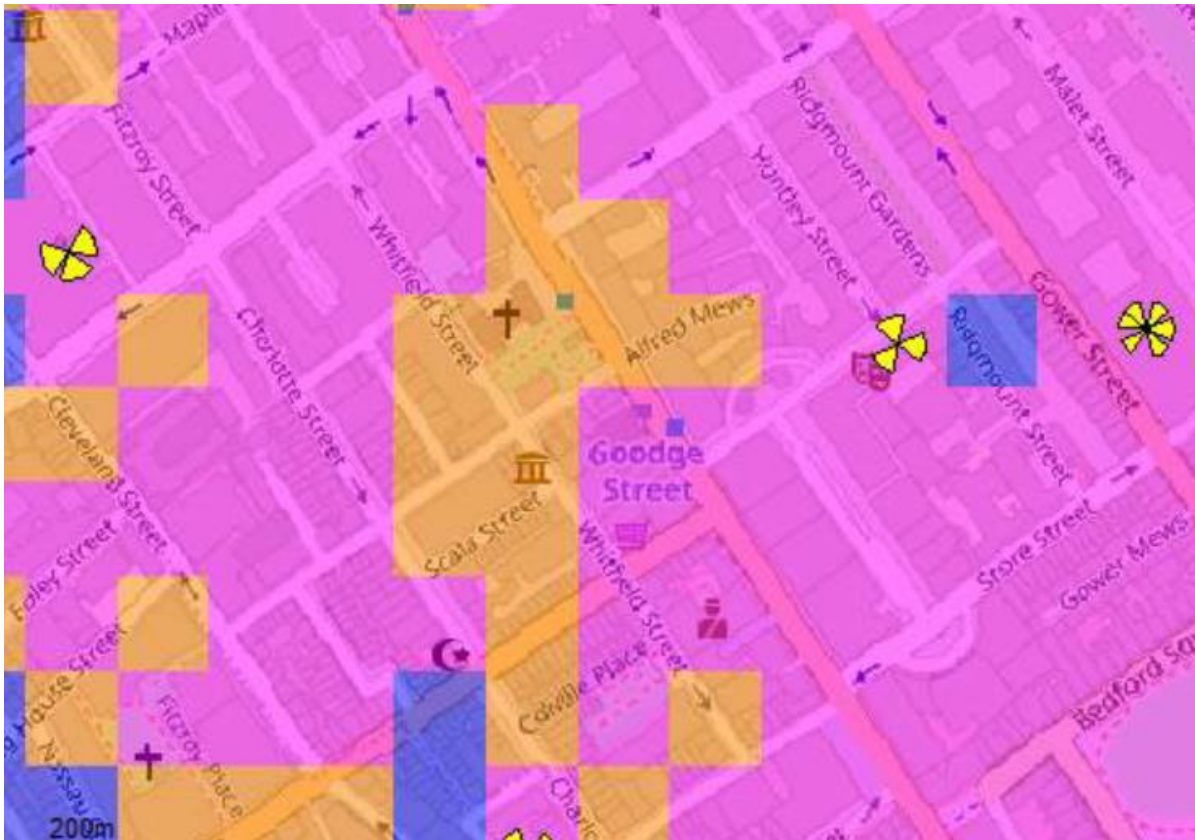 Maple
Fitzroy Street
Whitfield Street
Charlotte Street
Ridgmount Gardens
Huntley Street
Malet Street
Gower Street
Alfred Mews
Ridgmount Street
Goodge
Street
Cleveland Street
Scala Street
Whitfield Street
Store Street
Gower Mews
Foley Street
House Street
Colville Place
Fitzroy Place
Nassau
Bedford Squ
Charlo
200m